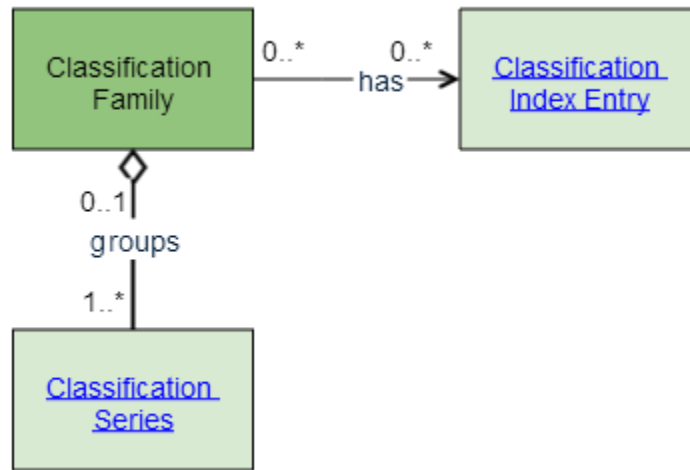 Classification
Family
0..*
0..*
has
Classification
Index Entry
0..1
groups
1..*
Classification
Series